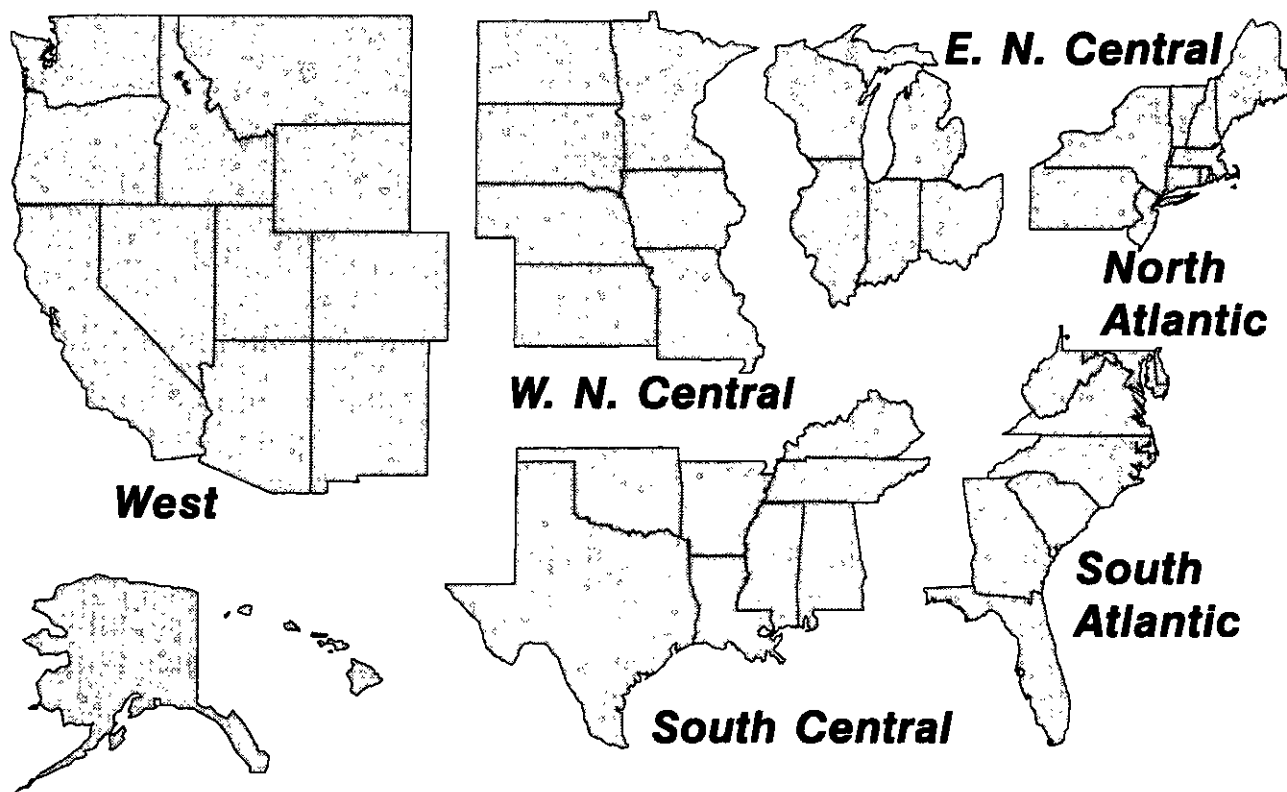 E. N. Central
North
Atlantic
W. N. Central
West
South
Atlantic
South Central